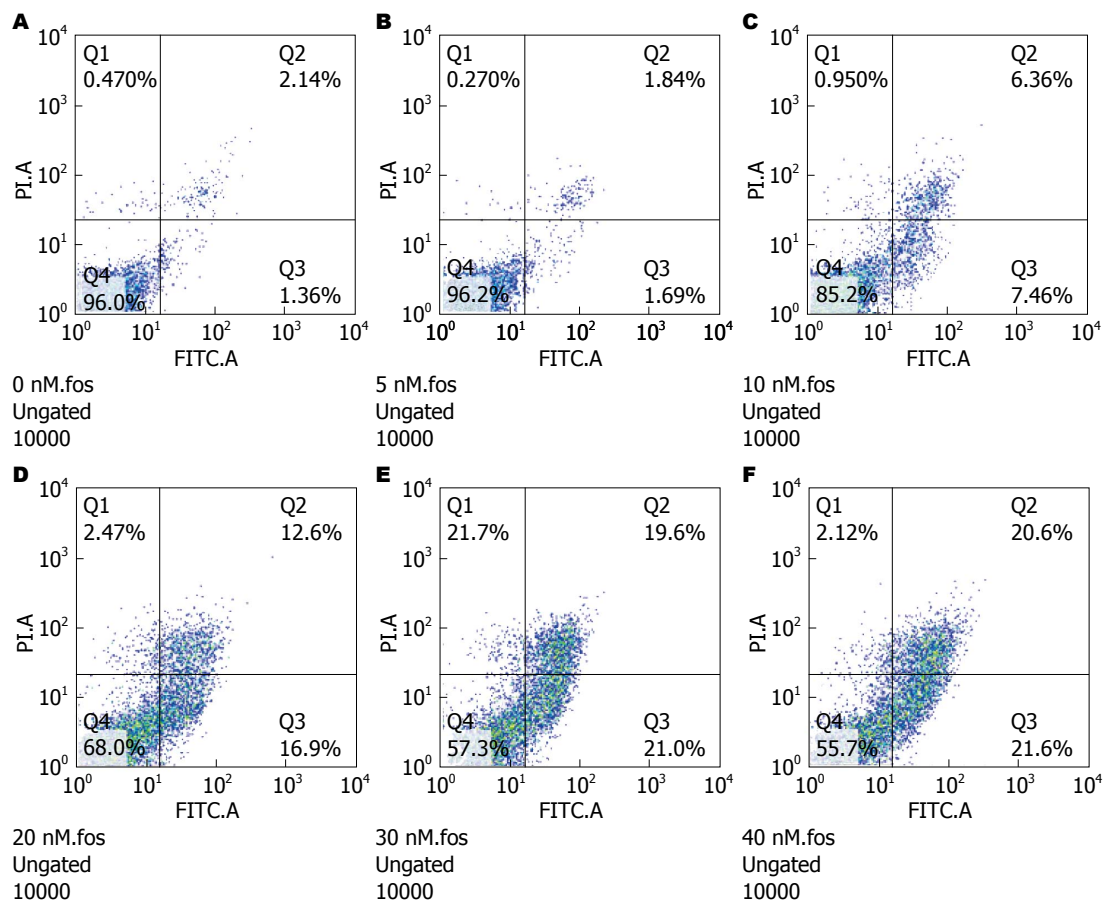 A
10⁴
10³
10²
10¹
10⁰
PI.A
Q1
0.470%
Q2
2.14%
Q4
96.0%
Q3
1.36%
10⁰ 10¹ 10² 10³ 10⁴
FITC.A
0 nM.fos
Ungated
10000
B
10⁴
10³
10²
10¹
10⁰
PI.A
Q1
0.270%
Q2
1.84%
Q4
96.2%
Q3
1.69%
10⁰ 10¹ 10² 10³ 10⁴
FITC.A
5 nM.fos
Ungated
10000
C
10⁴
10³
10²
10¹
10⁰
PI.A
Q1
0.950%
Q2
6.36%
Q4
85.2%
Q3
7.46%
10⁰ 10¹ 10² 10³ 10⁴
FITC.A
10 nM.fos
Ungated
10000
D
10⁴
10³
10²
10¹
10⁰
PI.A
Q1
2.47%
Q2
12.6%
Q4
68.0%
Q3
16.9%
10⁰ 10¹ 10² 10³ 10⁴
FITC.A
20 nM.fos
Ungated
10000
E
10⁴
10³
10²
10¹
10⁰
PI.A
Q1
21.7%
Q2
19.6%
Q4
57.3%
Q3
21.0%
10⁰ 10¹ 10² 10³ 10⁴
FITC.A
30 nM.fos
Ungated
10000
F
10⁴
10³
10²
10¹
10⁰
PI.A
Q1
2.12%
Q2
20.6%
Q4
55.7%
Q3
21.6%
10⁰ 10¹ 10² 10³ 10⁴
FITC.A
40 nM.fos
Ungated
10000